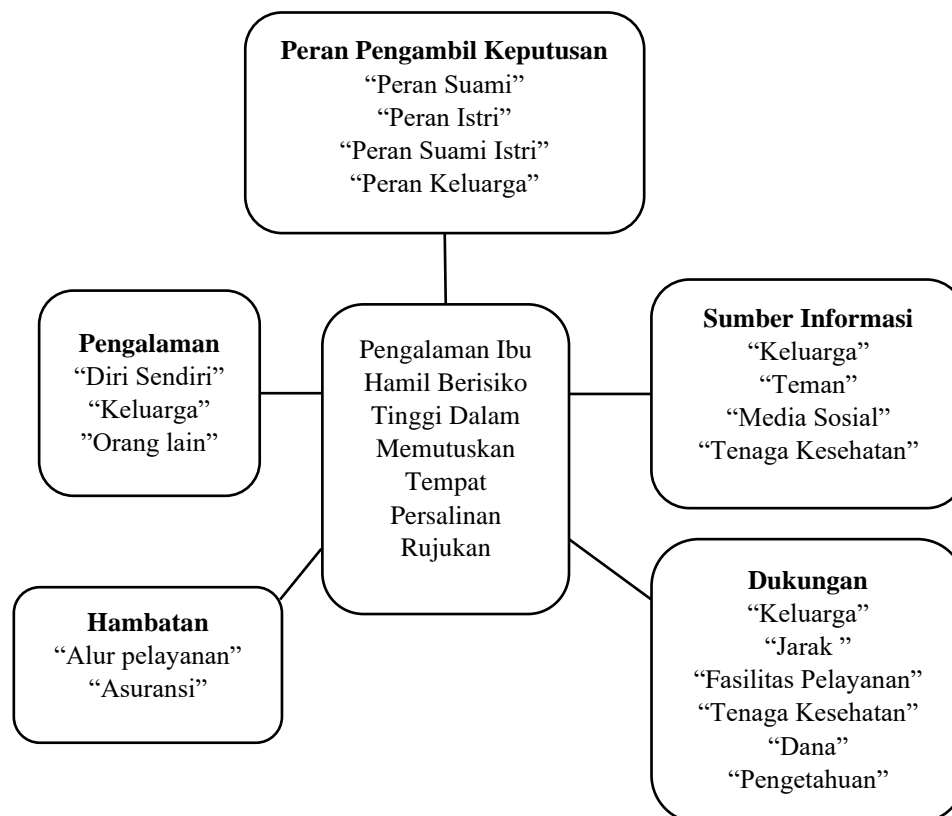 Peran Pengambil Keputusan
“Peran Suami”
“Peran Istri”
“Peran Suami Istri”
“Peran Keluarga”
Pengalaman
“Diri Sendiri”
“Keluarga”
”Orang lain”
Pengalaman Ibu
Hamil Berisiko
Tinggi Dalam
Memutuskan
Tempat
Persalinan
Rujukan
Sumber Informasi
“Keluarga”
“Teman”
“Media Sosial”
“Tenaga Kesehatan”
Hambatan
“Alur pelayanan”
“Asuransi”
Dukungan
“Keluarga”
“Jarak ”
“Fasilitas Pelayanan”
“Tenaga Kesehatan”
“Dana”
“Pengetahuan”